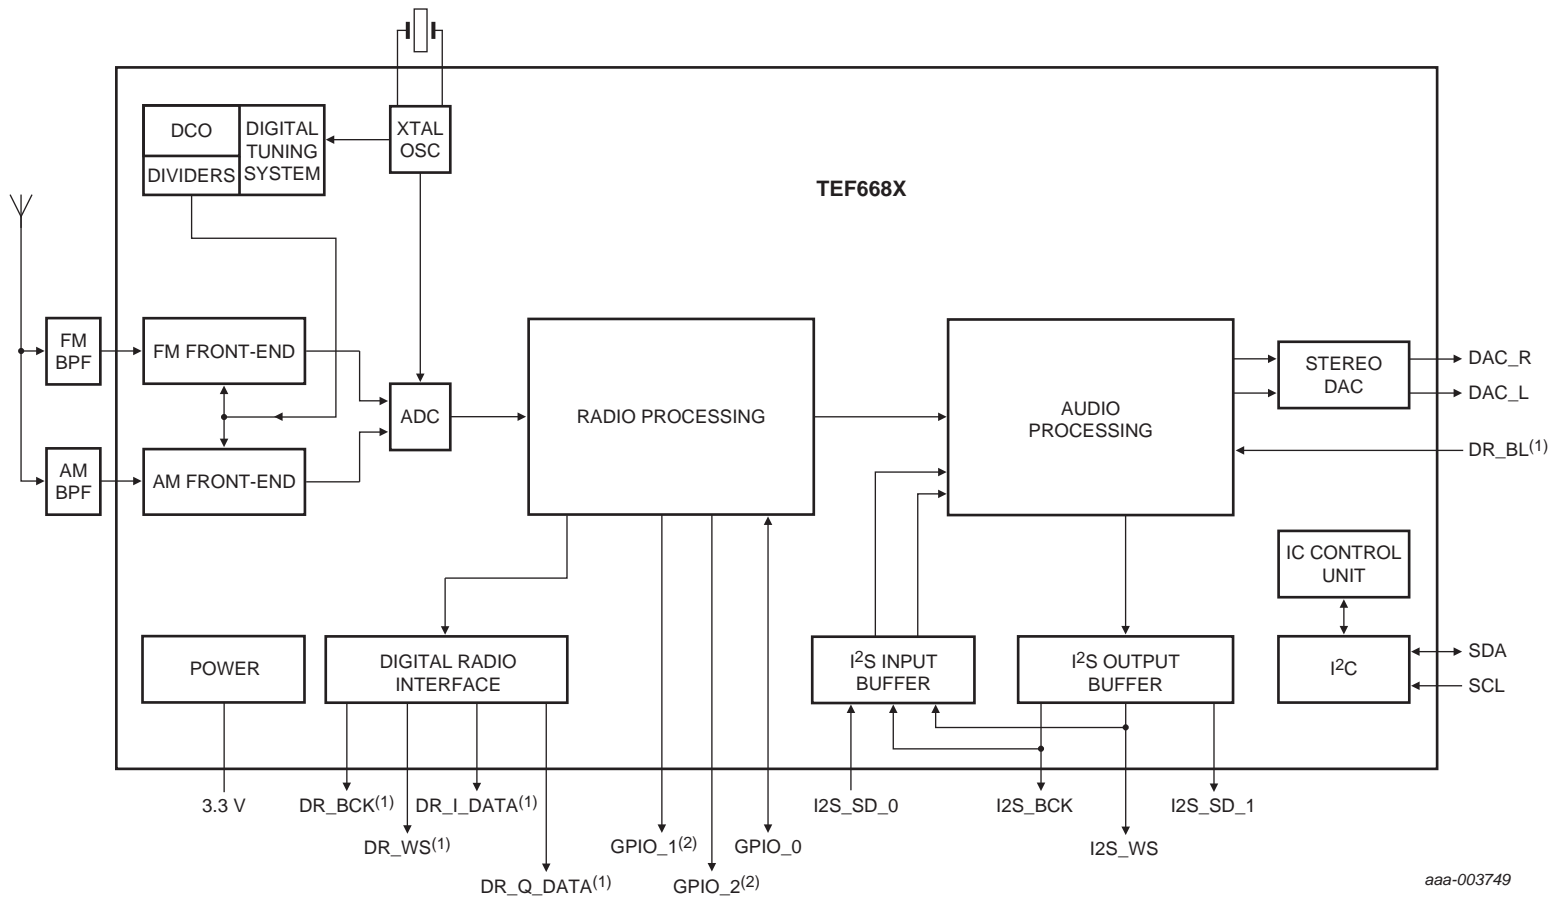 DCO
DIVIDERS
DIGITAL
TUNING
SYSTEM
XTAL
OSC
TEF668X
FM
BPF
FM FRONT-END
AM
BPF
AM FRONT-END
ADC
RADIO PROCESSING
AUDIO
PROCESSING
STEREO
DAC
DAC_R
DAC_L
DR_BL(1)
IC CONTROL
UNIT
I2C
SDA
SCL
POWER
DIGITAL RADIO
INTERFACE
I2S INPUT
BUFFER
I2S OUTPUT
BUFFER
3.3 V
DR_BCK(1)
DR_I_DATA(1)
I2S_SD_0
I2S_BCK
I2S_SD_1
DR_WS(1)
GPIO_1(2)
GPIO_0
I2S_WS
DR_Q_DATA(1)
GPIO_2(2)
aaa-003749